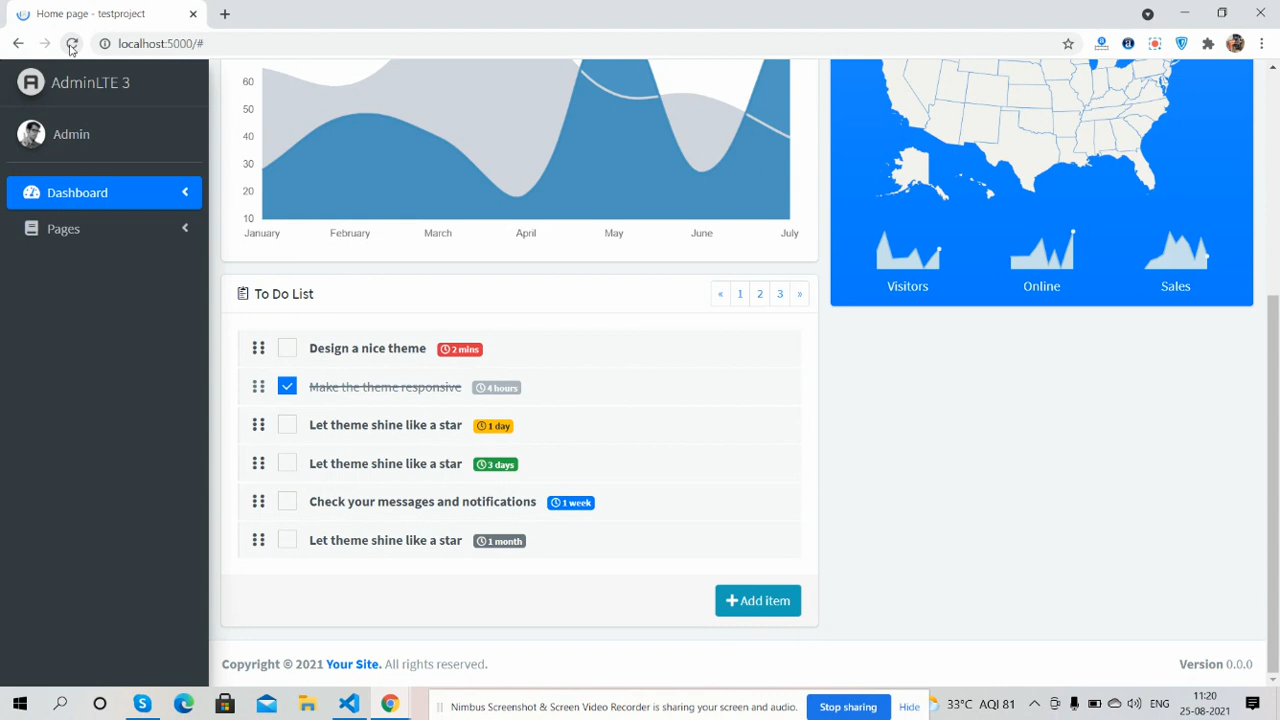 Home page - testproject
localhost:5000/#
AdminLTE 3
Admin
Dashboard
Pages
60
50
40
30
20
10
January February March April May June July
Visitors Online Sales
To Do List
« 1 2 3 »
Design a nice theme 2 mins
Make the theme responsive 4 hours
Let theme shine like a star 1 day
Let theme shine like a star 3 days
Check your messages and notifications 1 week
Let theme shine like a star 1 month
+ Add item
Copyright © 2021 Your Site. All rights reserved.
Version 0.0.0
Nimbus Screenshot & Screen Video Recorder is sharing your screen and audio.
Stop sharing
Hide
33°C AQI 81
ENG
11:20
25-08-2021